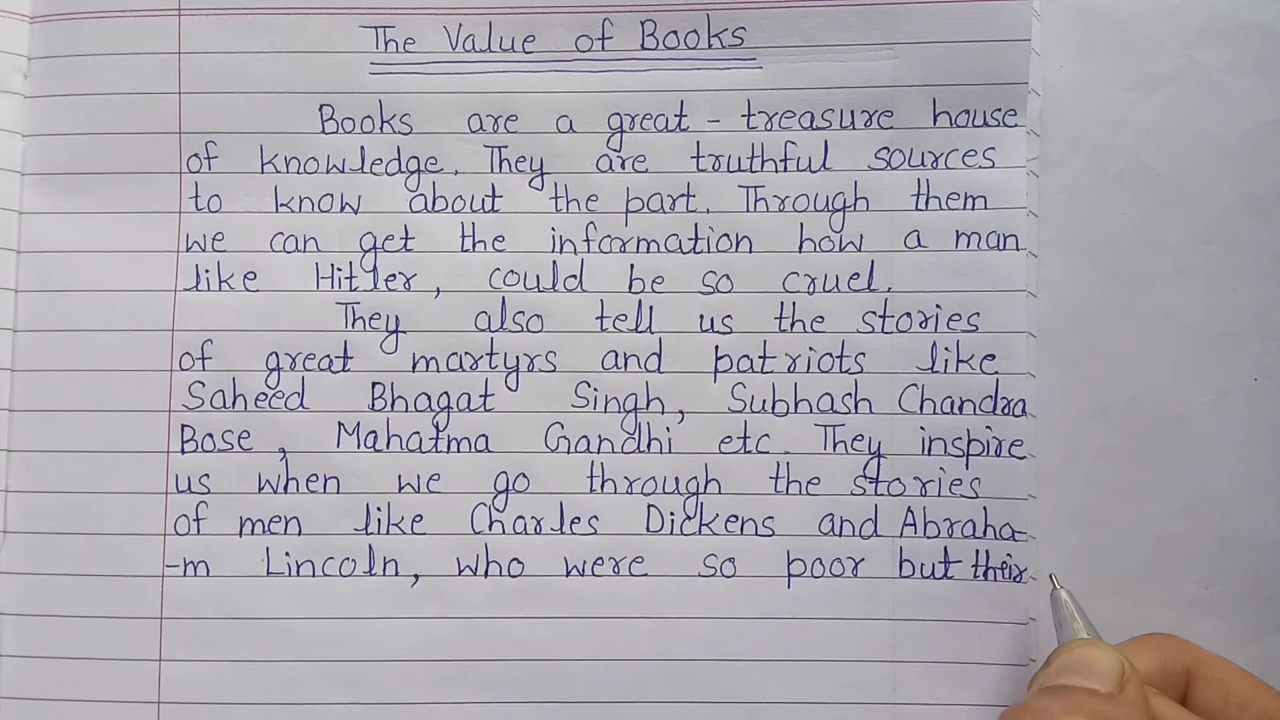 The Value of Books
Books are a great - treasure house
of knowledge. They are truthful sources
to know about the part. Through them
we can get the information how a man
like Hitler, could be so cruel.
They also tell us the stories
of great martyrs and patriots like
Saheed Bhagat Singh, Subhash Chandra
Bose, Mahatma Gandhi etc. They inspire
us when we go through the stories
of men like Charles Dickens and Abraha-
-m Lincoln, who were so poor but their